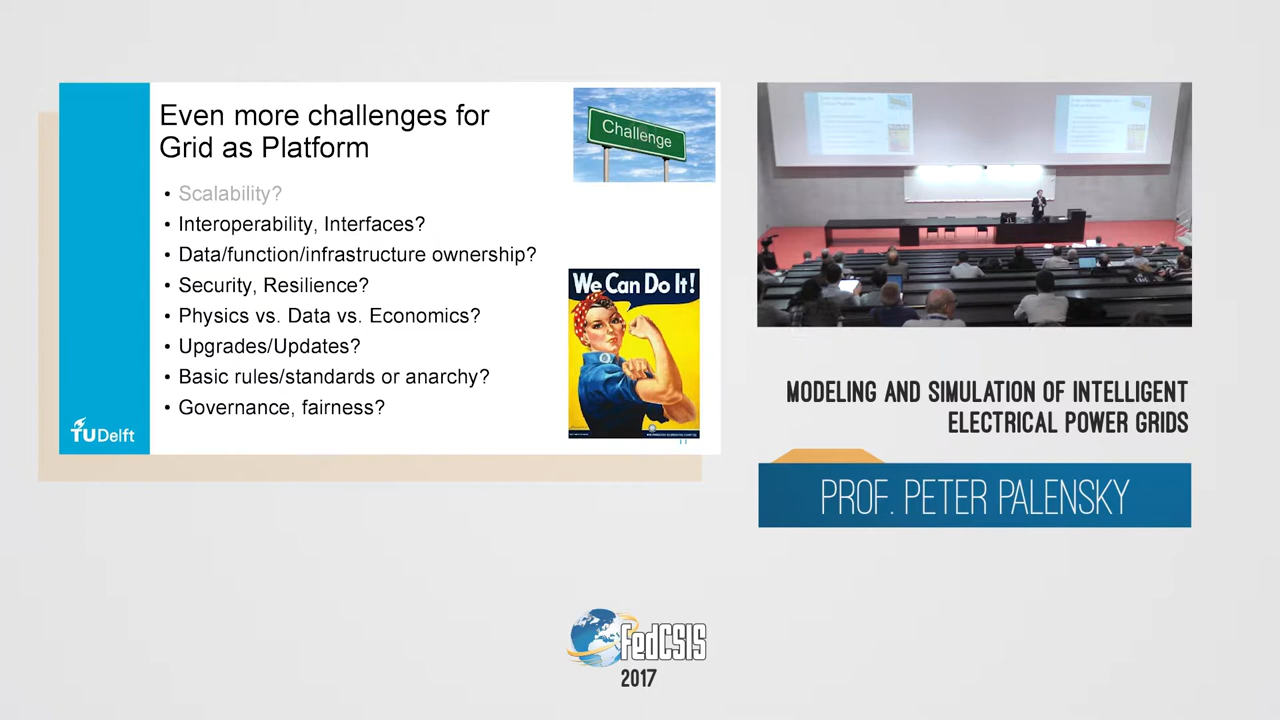 Even more challenges for
Grid as Platform
Challenge
• Scalability?
• Interoperability, Interfaces?
• Data/function/infrastructure ownership?
• Security, Resilience?
• Physics vs. Data vs. Economics?
• Upgrades/Updates?
• Basic rules/standards or anarchy?
• Governance, fairness?
We Can Do It!
TUDelft
MODELING AND SIMULATION OF INTELLIGENT
ELECTRICAL POWER GRIDS
PROF. PETER PALENSKY
FedCSIS
2017